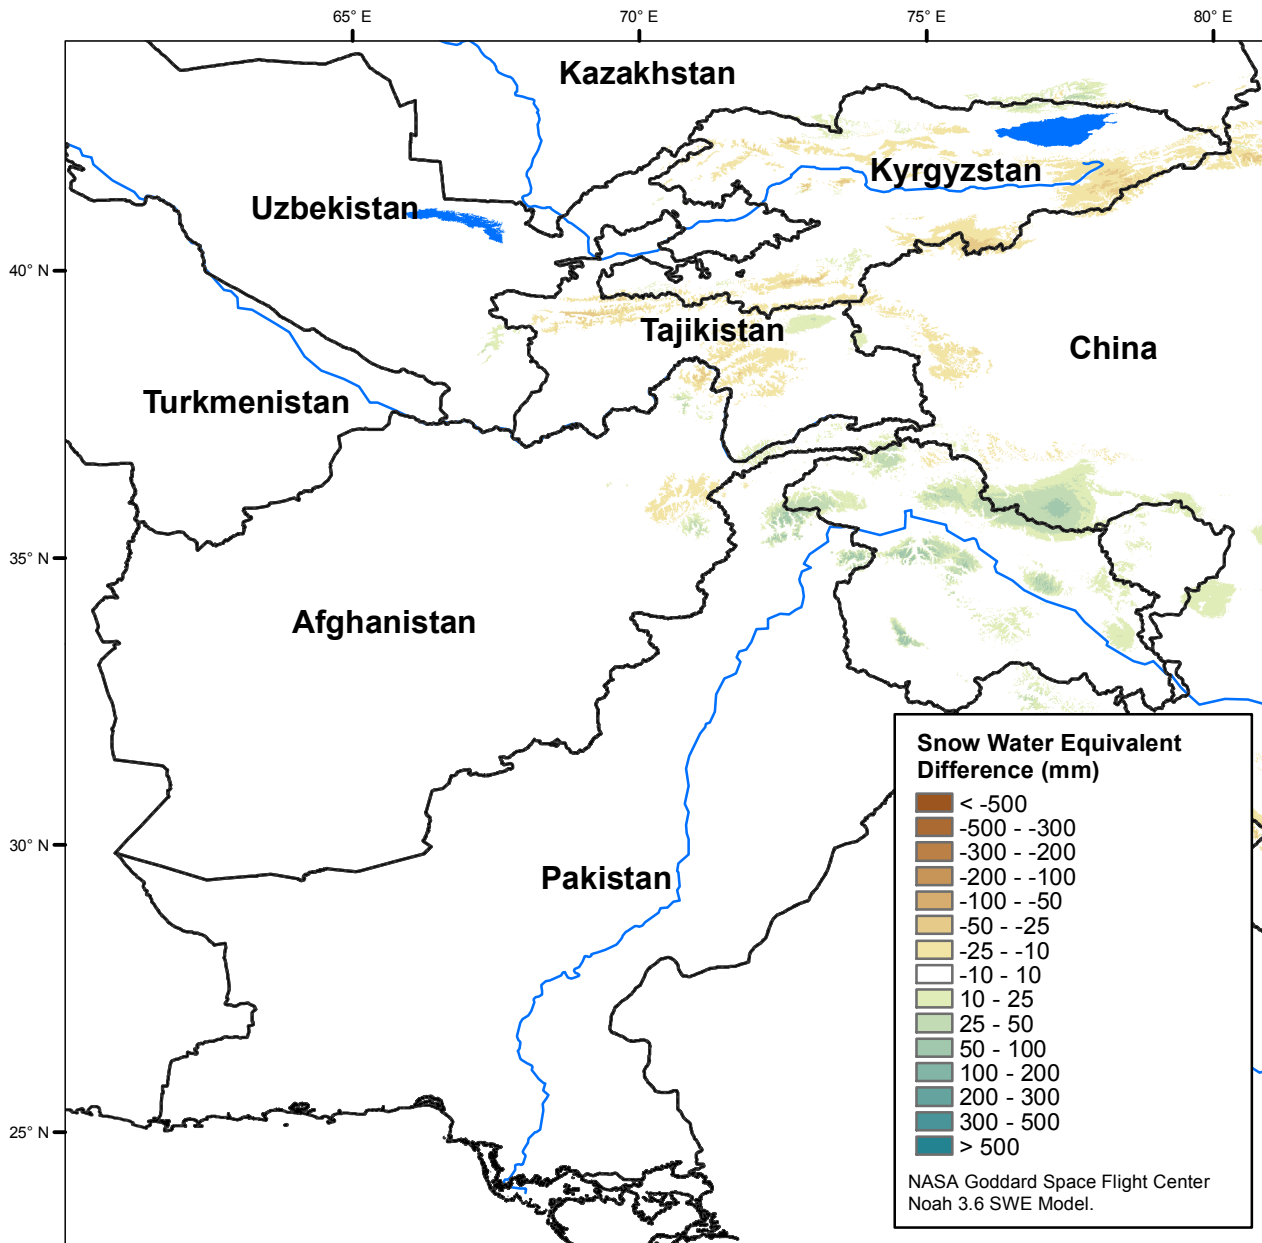 65° E
70° E
75° E
80° E
Kazakhstan
Kyrgyzstan
Uzbekistan
40° N
Tajikistan
China
Turkmenistan
35° N
Afghanistan
Snow Water Equivalent
Difference (mm)
< -500
-500 - -300
-300 - -200
-200 - -100
-100 - -50
-50 - -25
-25 - -10
-10 - 10
10 - 25
25 - 50
50 - 100
100 - 200
200 - 300
300 - 500
> 500
NASA Goddard Space Flight Center
Noah 3.6 SWE Model.
30° N
Pakistan
25° N